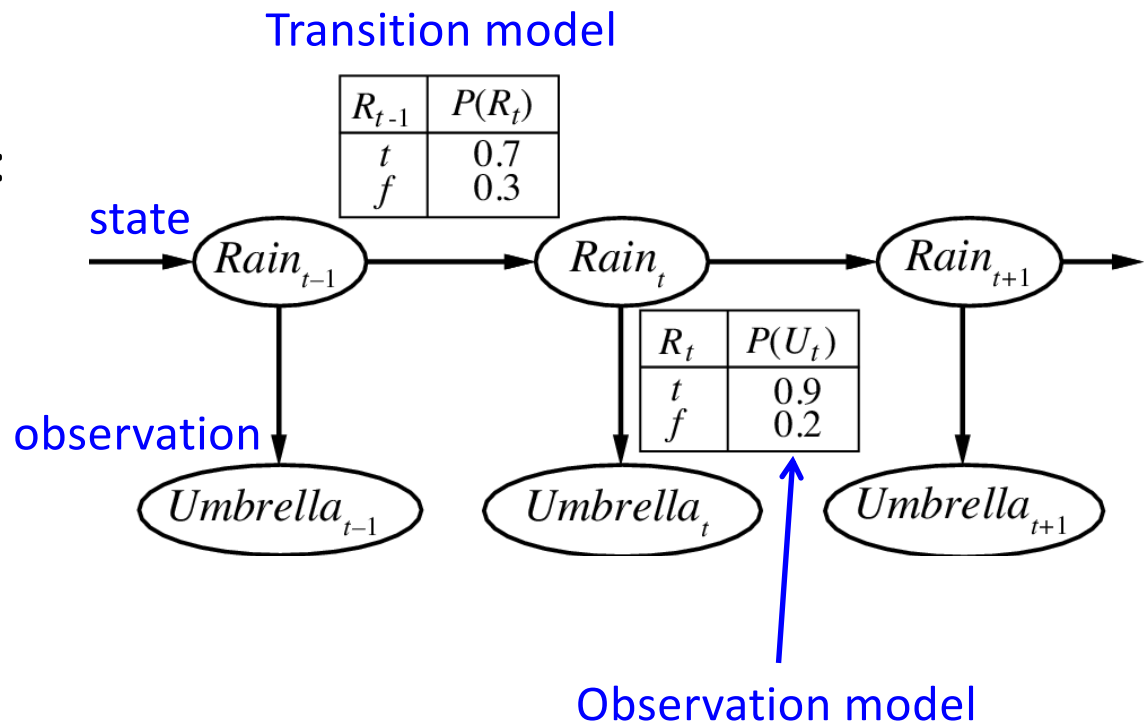 Transition model
R_{t-1} P(R_t)
t 0.7
f 0.3
:
state
Rain_{t–1} Rain_t Rain_{t+1}
R_t P(U_t)
t 0.9
f 0.2
observation
Umbrella_{t–1} Umbrella_t Umbrella_{t+1}
Observation model